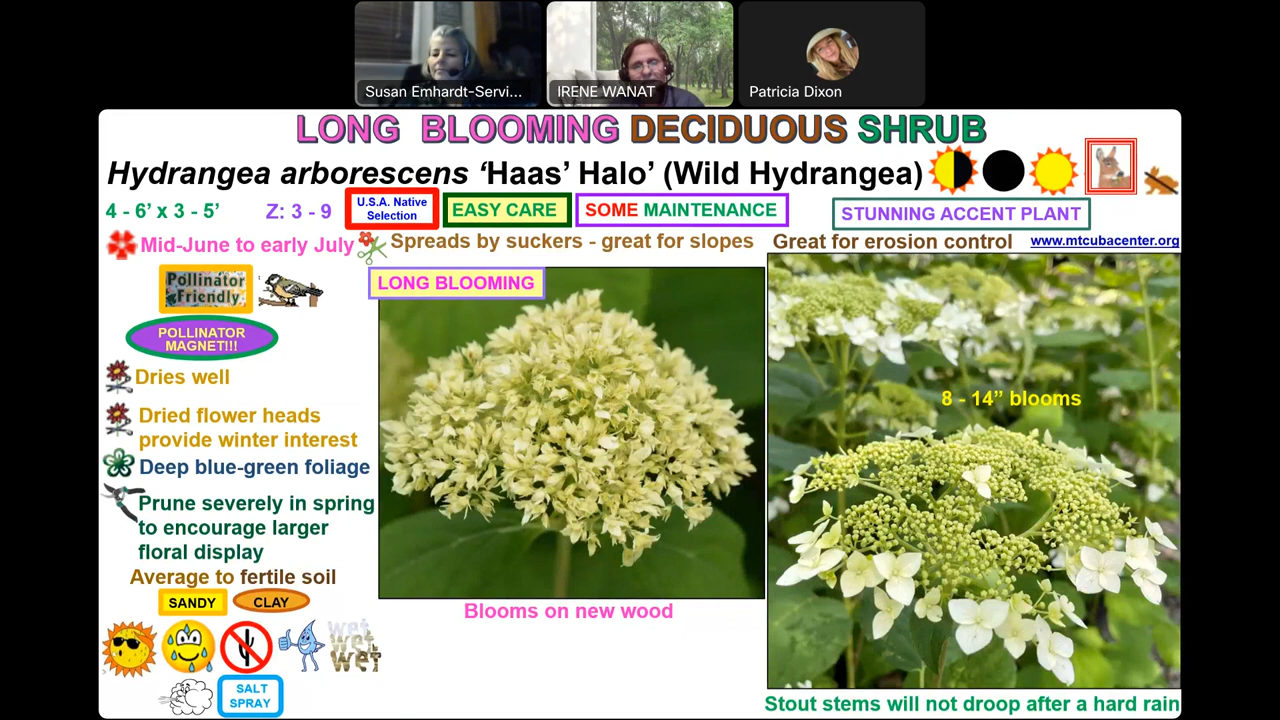 Susan Emhardt-Servi...
IRENE WANAT
Patricia Dixon
LONG BLOOMING DECIDUOUS SHRUB
Hydrangea arborescens ‘Haas’ Halo’ (Wild Hydrangea)
4 - 6’ x 3 - 5’
Z: 3 - 9
U.S.A. Native
Selection
EASY CARE
SOME MAINTENANCE
STUNNING ACCENT PLANT
Mid-June to early July
Spreads by suckers - great for slopes
Great for erosion control
www.mtcubacenter.org
Pollinator
Friendly
LONG BLOOMING
POLLINATOR
MAGNET!!!
Dries well
8 - 14” blooms
Dried flower heads
provide winter interest
Deep blue-green foliage
Prune severely in spring
to encourage larger
floral display
Average to fertile soil
SANDY
CLAY
Blooms on new wood
wet
wet
wet
SALT
SPRAY
Stout stems will not droop after a hard rain